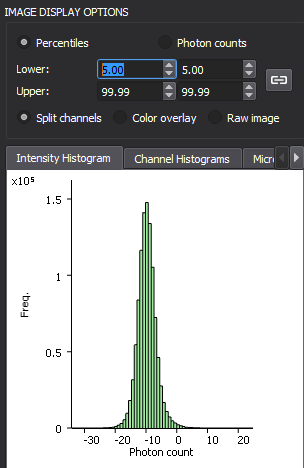 IMAGE DISPLAY OPTIONS
Percentiles Photon counts
Lower: 5.00 5.00
Upper: 99.99 99.99
Split channels Color overlay Raw image
Intensity Histogram Channel Histograms Micro
x10⁵
1.5
1
0.5
0
Freq.
-30 -20 -10 0 10 20
Photon count